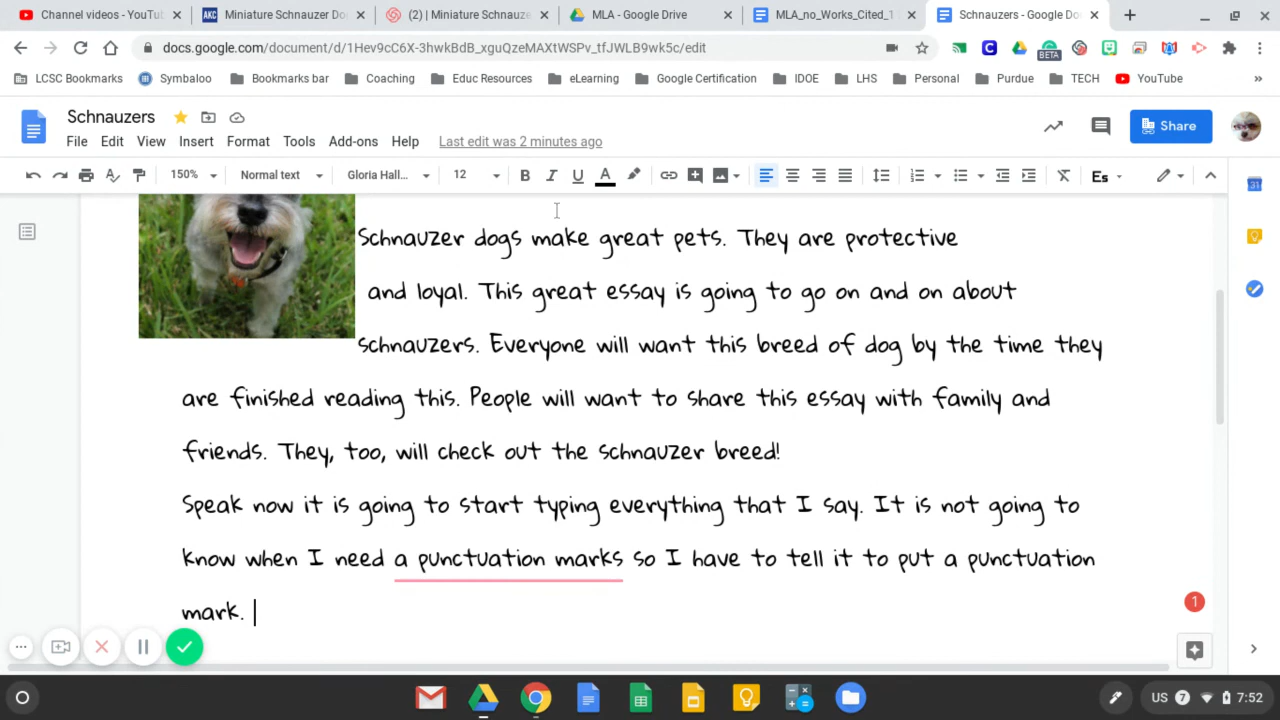 Channel videos - YouTu
Miniature Schnauzer Do
(2) | Miniature Schnauze
MLA - Google Drive
MLA_no_Works_Cited_1
Schnauzers - Google Do
docs.google.com/document/d/1Hev9cC6X-3hwkBdB_xguQzeMAXtWSPv_tfJWLB9wk5c/edit
BETA
LCSC Bookmarks
Symbaloo
Bookmarks bar
Coaching
Educ Resources
eLearning
Google Certification
IDOE
LHS
Personal
Purdue
TECH
YouTube
Schnauzers
File Edit View Insert Format Tools Add-ons Help Last edit was 2 minutes ago
Share
150% Normal text Gloria Hall... 12 B I U A Es
Schnauzer dogs make great pets. They are protective
and loyal. This great essay is going to go on and on about
schnauzers. Everyone will want this breed of dog by the time they
are finished reading this. People will want to share this essay with family and
friends. They, too, will check out the schnauzer breed!
Speak now it is going to start typing everything that I say. It is not going to
know when I need a punctuation marks so I have to tell it to put a punctuation
mark.
1
US 7 7:52